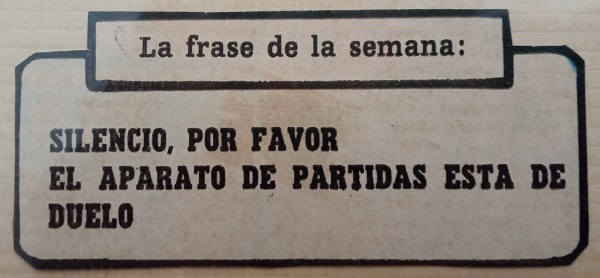 La frase de la semana:
SILENCIO, POR FAVOR
EL APARATO DE PARTIDAS ESTA DE
DUELO